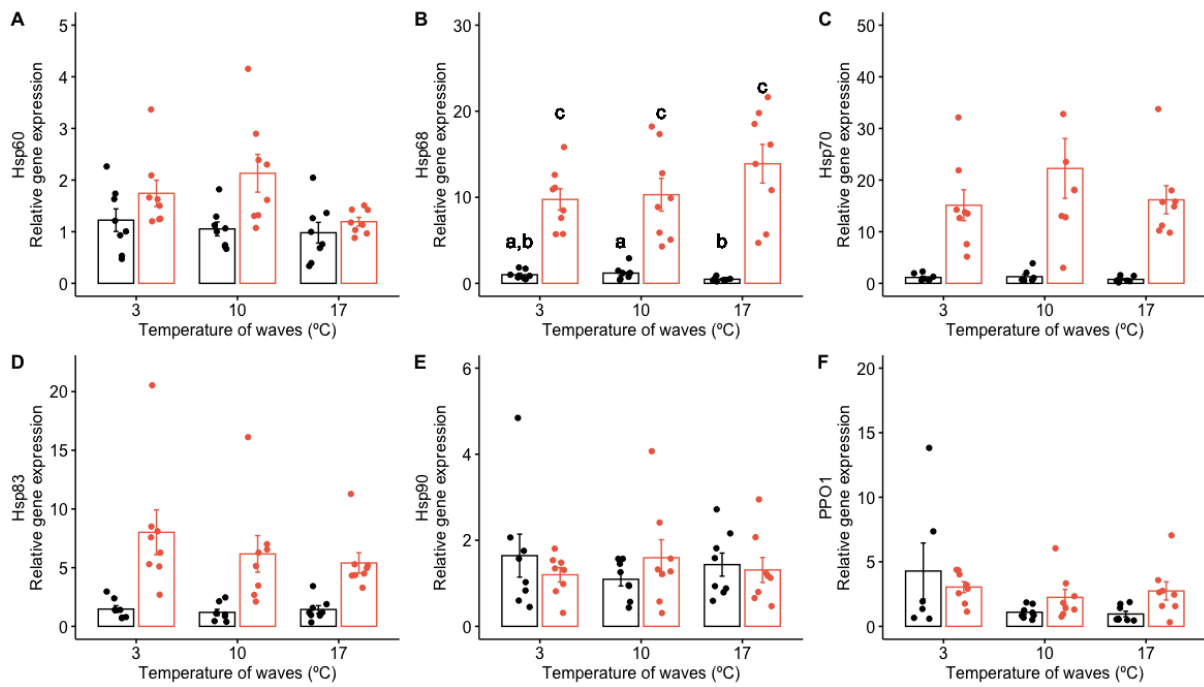 A
Hsp60
Relative gene expression
5
4
3
2
1
0
3 10 17
Temperature of waves (ºC)
B
Hsp68
Relative gene expression
30
20
10
0
a,b c a c b c
3 10 17
Temperature of waves (ºC)
C
Hsp70
Relative gene expression
50
40
30
20
10
0
3 10 17
Temperature of waves (ºC)
D
Hsp83
Relative gene expression
20
15
10
5
0
3 10 17
Temperature of waves (ºC)
E
Hsp90
Relative gene expression
6
4
2
0
3 10 17
Temperature of waves (ºC)
F
PPO1
Relative gene expression
20
15
10
5
0
3 10 17
Temperature of waves (ºC)